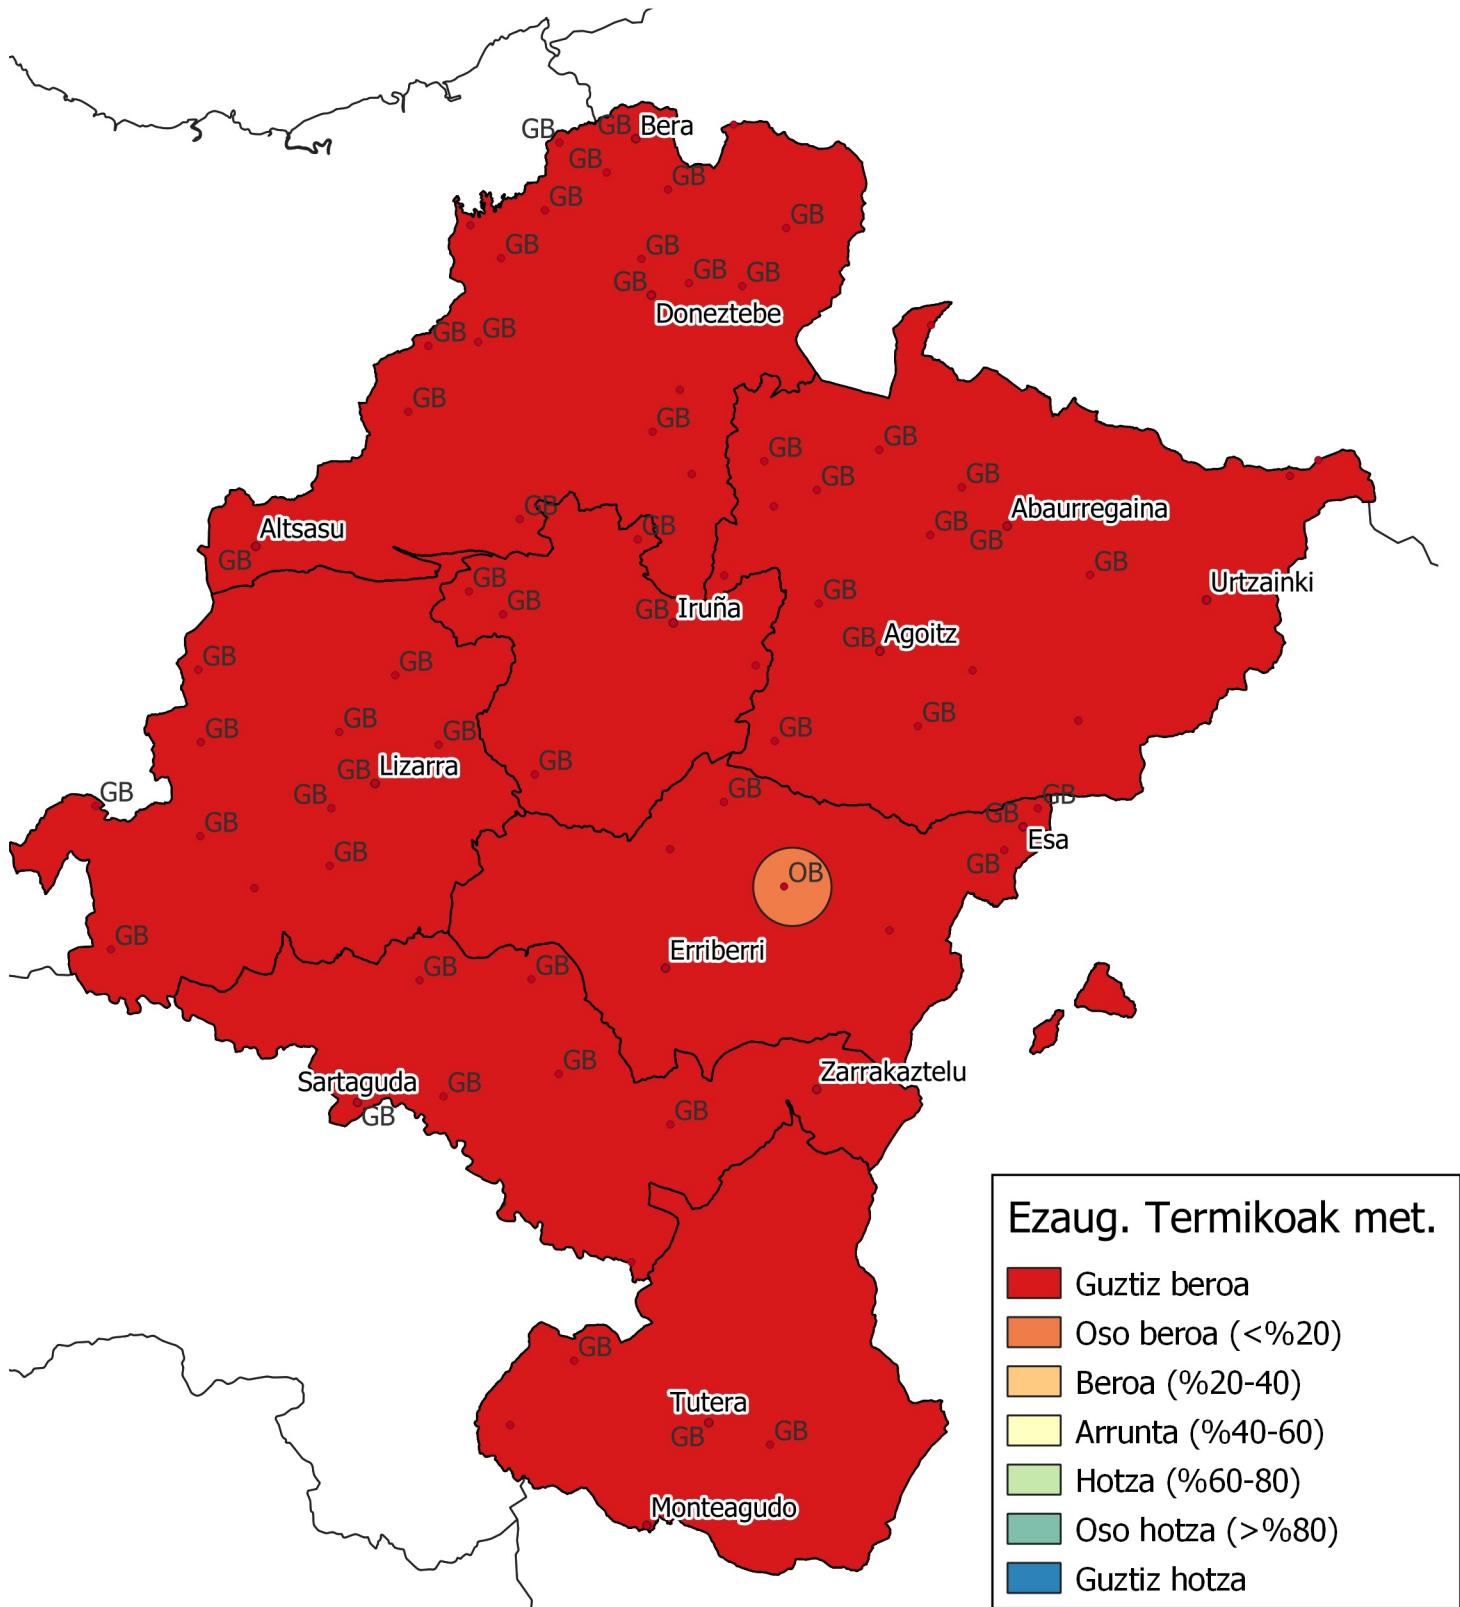 GB
GB Bera
GB
GB
GB
GB
GB
GB
GB
GB
GB
Doneztebe
GB
GB
GB
GB
GB
GB
GB
GB
GB
Abaurregaina
GB
GB
GB
GB
Altsasu
GB
GB
Urtzainki
GB
GB
GB
GB Iruña
GB Agoitz
GB
GB
GB
GB
GB
GB
GB
GB
GB Lizarra
GB
GB
GB
GB
GB
GB
GB
Esa
GB
GB
OB
GB
Erriberri
GB
GB
GB
Zarrakaztelu
Sartaguda
GB
GB
GB
GB
Tutera
GB
GB
Monteagudo
Ezaug. Termikoak met.
Guztiz beroa
Oso beroa (<%20)
Beroa (%20-40)
Arrunta (%40-60)
Hotza (%60-80)
Oso hotza (>%80)
Guztiz hotza